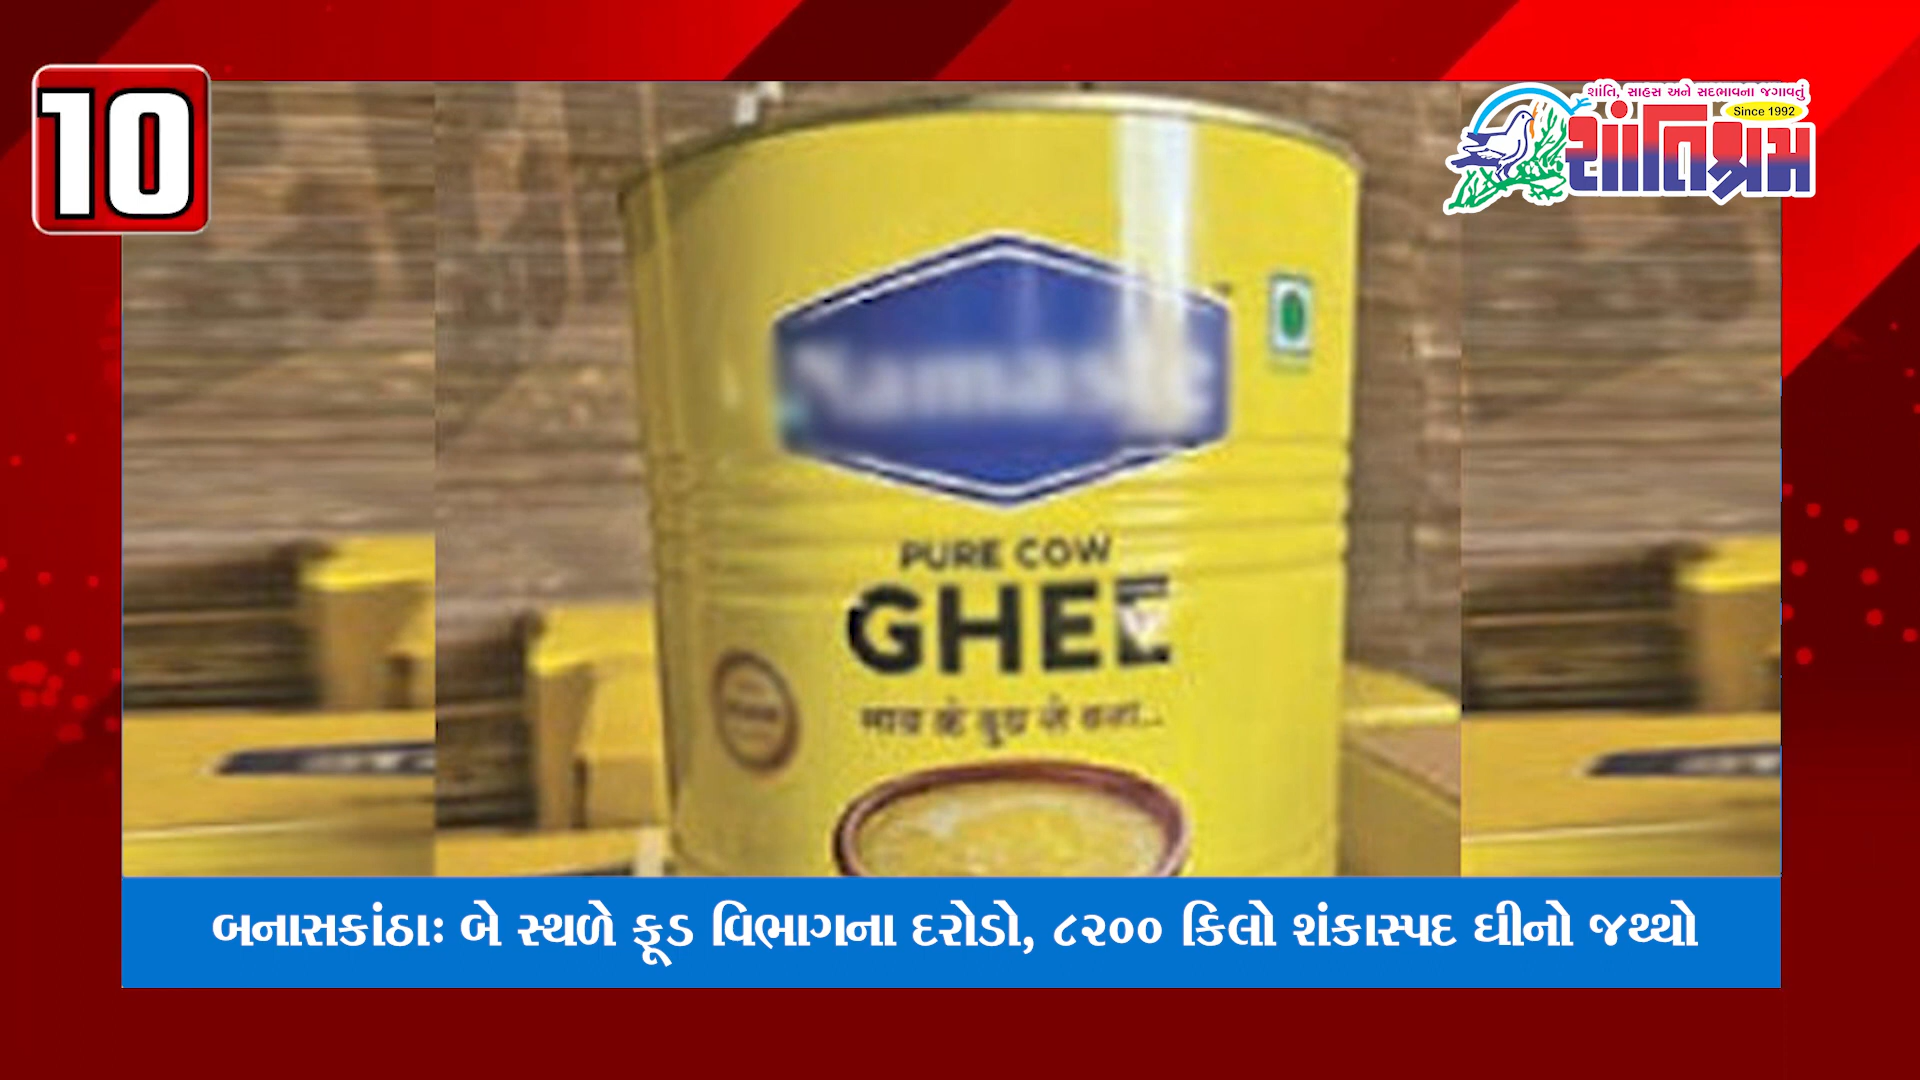 10
શાંતિ, સાહસ અને સદભાવના જગાવતું
Since 1992
શાંતિશ્રમ
PURE COW
GHEE
गाय के दूध से बना...
બનાસકાંઠાઃ બે સ્થળે ફૂડ વિભાગના દરોડો, ૮૨૦૦ કિલો શંકાસ્પદ ઘીનો જથ્થો